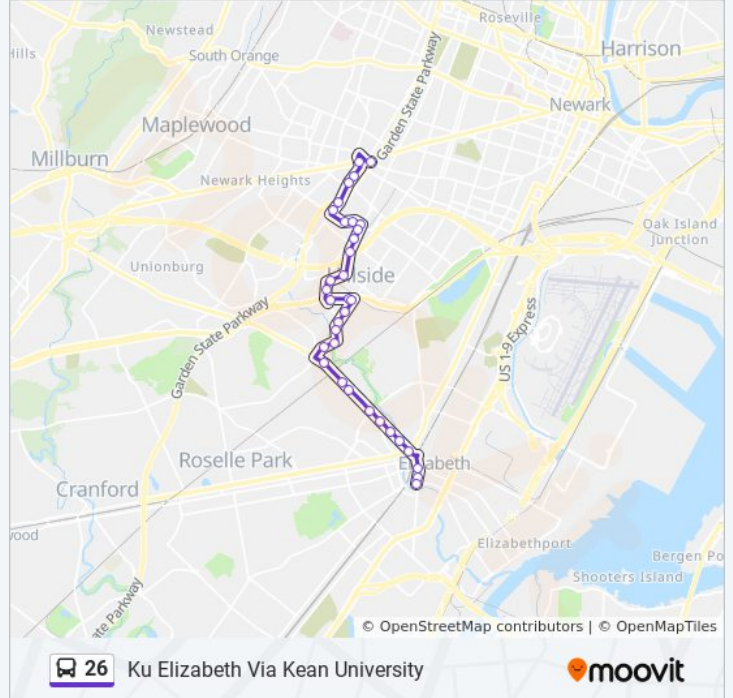 Roseville
Newstead
Harrison
Hills
South Orange
Garden State Parkway
Newark
Maplewood
Millburn
Newark Heights
Oak Island
Junction
Unionburg
Hillside
Garden State Parkway
US 1-9 Express
Roselle Park
Elizabeth
Cranford
wood
Elizabethport
Bergen Po
Shooters Island
ate Parkway
© OpenStreetMap contributors | © OpenMapTiles
26 Ku Elizabeth Via Kean University
moovit